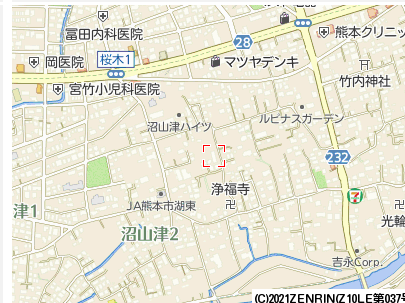 冨田内科医院
熊本クリニッ
28
岡医院
桜木1
マツヤデンキ
宮竹小児科医院
竹内神社
沼山津ハイツ
ルピナスガーデン
232
浄福寺
7
JA熊本市湖東
津1
光輪
沼山津2
吉永Corp.
(C)2021ZENRIN(Z10LE第037号